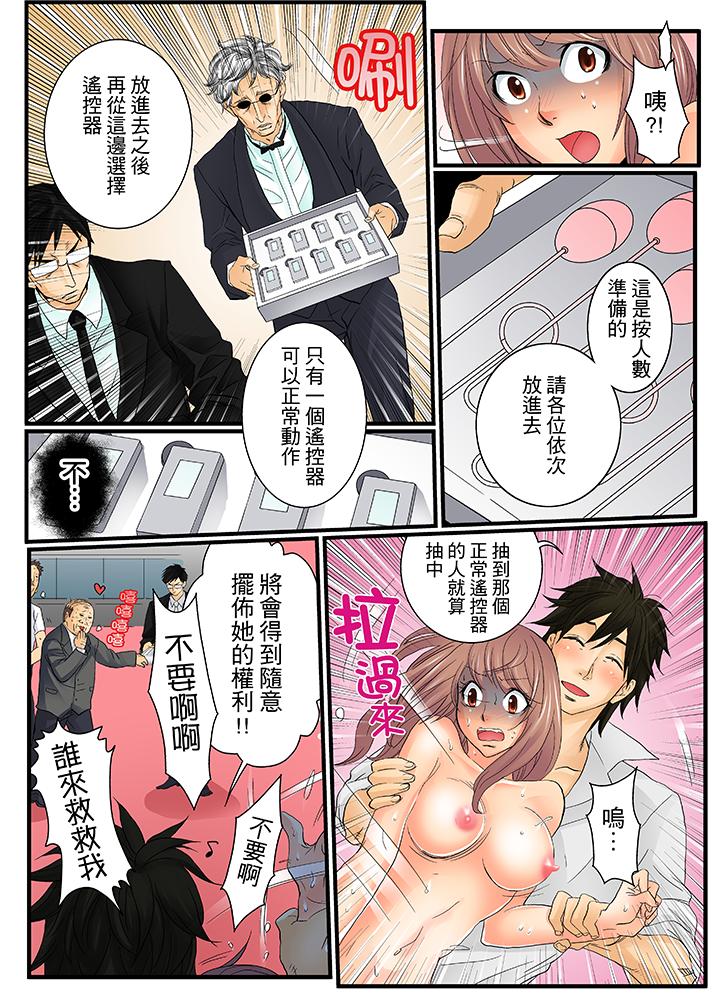 咦?!
唰
放進去之後
再從這邊選擇
遙控器
這是按人數
準備的
請各位依次
放進去
只有一個遙控器
可以正常動作
不…
抽到那個
正常遙控器
的人就算
抽中
拉過來
嗚…
將會得到隨意
擺佈她的權利!!
嘻
嘻
嘻
嘻
不要啊啊
誰來救救我
不要啊